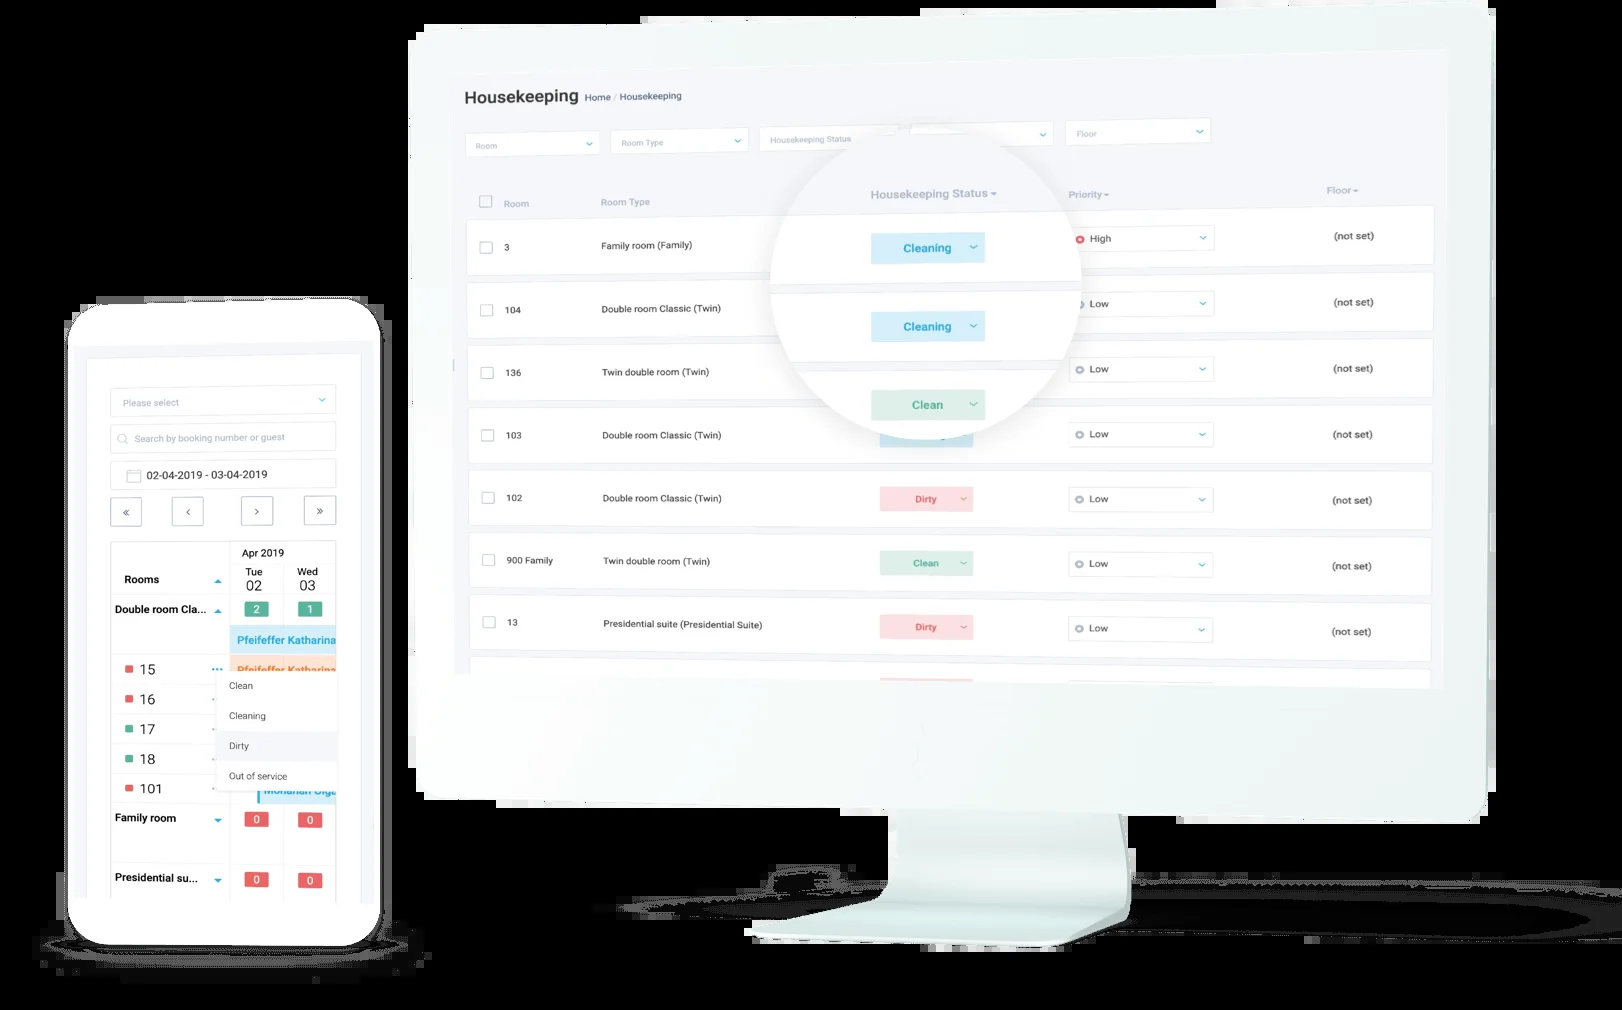 Housekeeping Home / Housekeeping
Room Room Type Housekeeping Status Floor
Room Room Type Housekeeping Status Priority Floor
3 Family room (Family) Cleaning High (not set)
104 Double room Classic (Twin) Cleaning Low (not set)
136 Twin double room (Twin) Clean Low (not set)
103 Double room Classic (Twin) Low (not set)
102 Double room Classic (Twin) Dirty Low (not set)
900 Family Twin double room (Twin) Clean Low (not set)
13 Presidential suite (Presidential Suite) Dirty Low (not set)
Please select
Search by booking number or guest
02-04-2019 - 03-04-2019
« ‹ › »
Apr 2019
Rooms Tue 02 Wed 03
Double room Cla... 2 1
Pfeifeffer Katharina
15 ... Pfeifeffer Katharina
Clean
16
Cleaning
17
Dirty
18
Out of service
101
Family room 0 0
Presidential su... 0 0